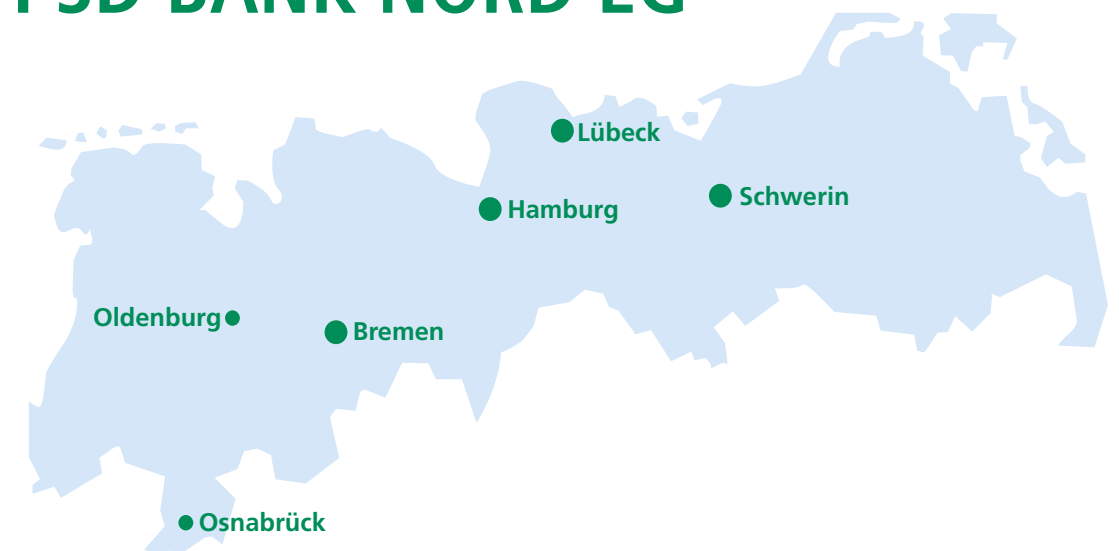 PSD BANK NORD EG
Lübeck
Schwerin
Hamburg
Oldenburg
Bremen
Osnabrück